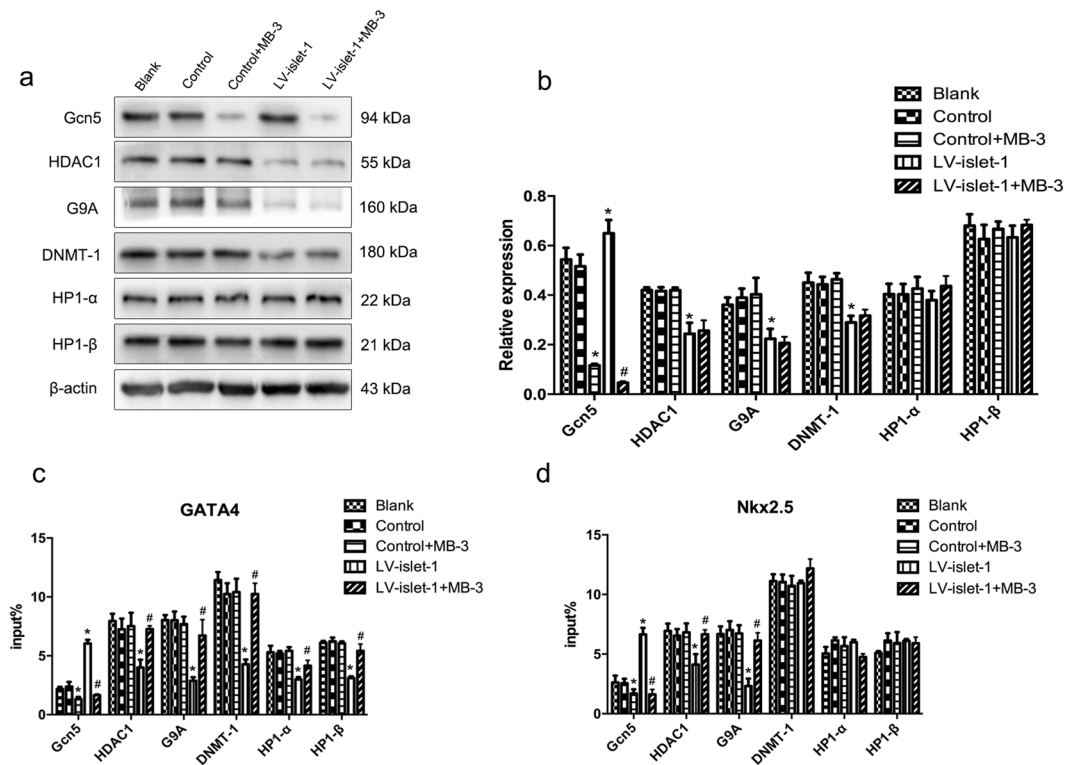 a
Blank
Control
Control+MB-3
LV-islet-1
LV-islet-1+MB-3
Gcn5
94 kDa
HDAC1
55 kDa
G9A
160 kDa
DNMT-1
180 kDa
HP1-α
22 kDa
HP1-β
21 kDa
β-actin
43 kDa
b
Blank
Control
Control+MB-3
LV-islet-1
LV-islet-1+MB-3
Relative expression
0.8
0.6
0.4
0.2
0.0
*
*
#
*
*
*
Gcn5
HDAC1
G9A
DNMT-1
HP1-α
HP1-β
c
GATA4
Blank
Control
Control+MB-3
LV-islet-1
LV-islet-1+MB-3
input%
15
10
5
0
*
*
#
*
#
*
#
*
#
*
#
*
#
Gcn5
HDAC1
G9A
DNMT-1
HP1-α
HP1-β
d
Nkx2.5
Blank
Control
Control+MB-3
LV-islet-1
LV-islet-1+MB-3
input%
15
10
5
0
*
*
#
*
#
*
#
Gcn5
HDAC1
G9A
DNMT-1
HP1-α
HP1-β